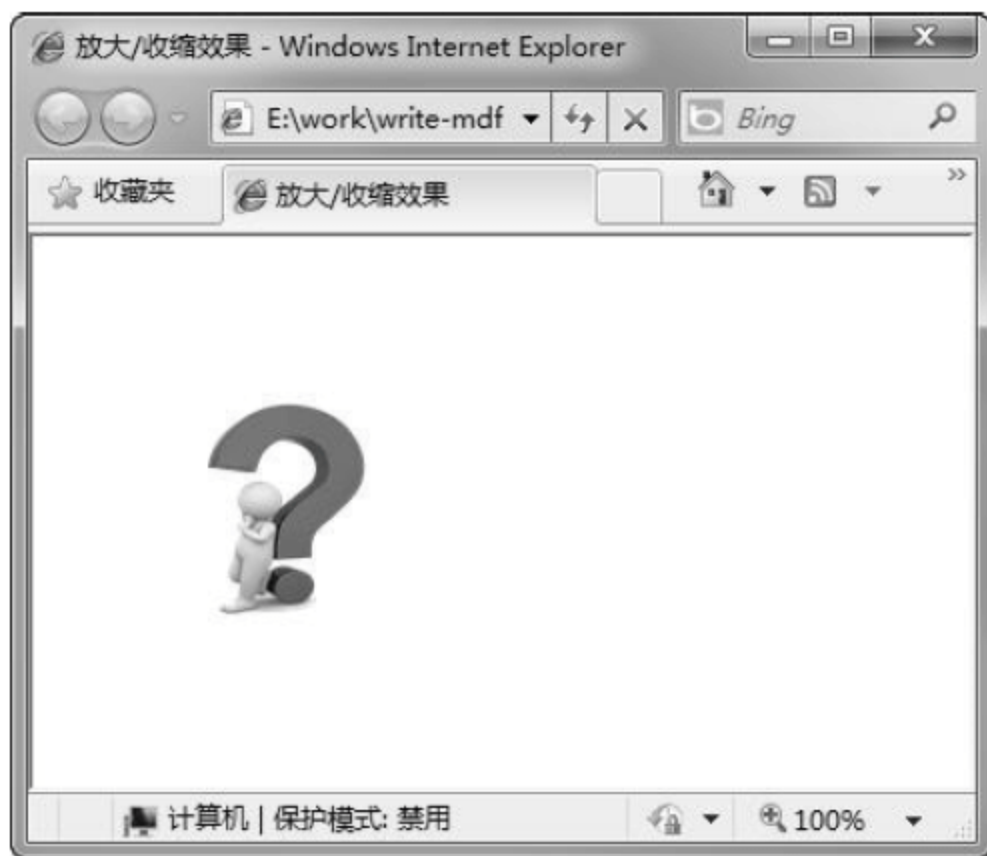 放大/收缩效果 - Windows Internet Explorer
E:\work\write-mdf
Bing
收藏夹
放大/收缩效果
计算机 | 保护模式: 禁用
100%